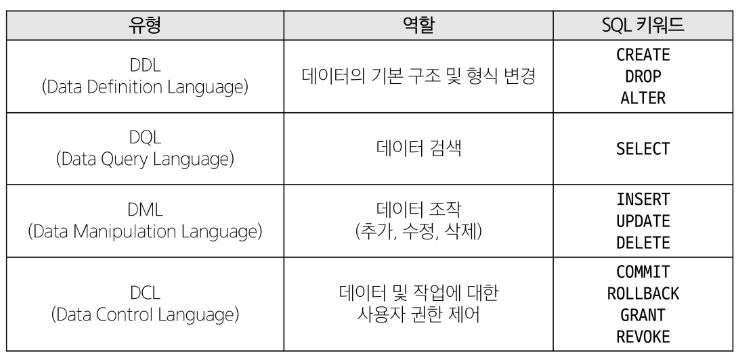 유형 역할 SQL 키워드
DDL
(Data Definition Language)
데이터의 기본 구조 및 형식 변경
CREATE
DROP
ALTER
DQL
(Data Query Language)
데이터 검색
SELECT
DML
(Data Manipulation Language)
데이터 조작
(추가, 수정, 삭제)
INSERT
UPDATE
DELETE
DCL
(Data Control Language)
데이터 및 작업에 대한
사용자 권한 제어
COMMIT
ROLLBACK
GRANT
REVOKE